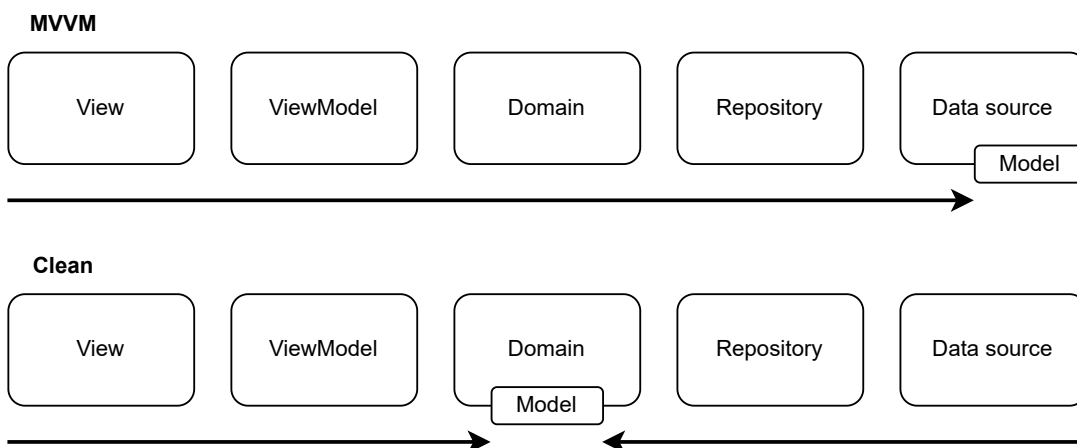 MVVM
View ViewModel Domain Repository Data source
Model
Clean
View ViewModel Domain Repository Data source
Model